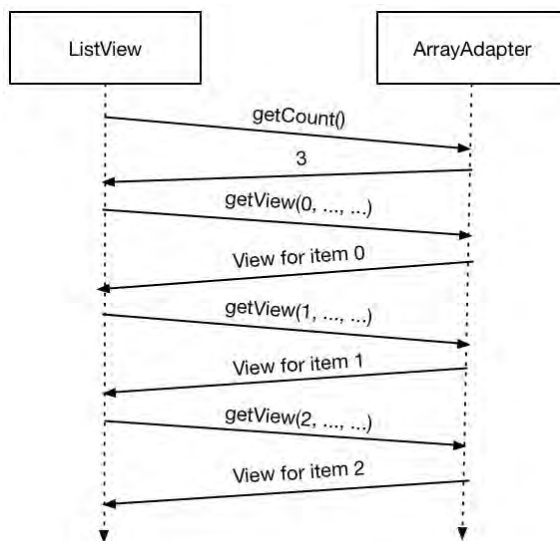 ListView
ArrayAdapter
getCount()
3
getView(0, ..., ...)
View for item 0
getView(1, ..., ...)
View for item 1
getView(2, ..., ...)
View for item 2